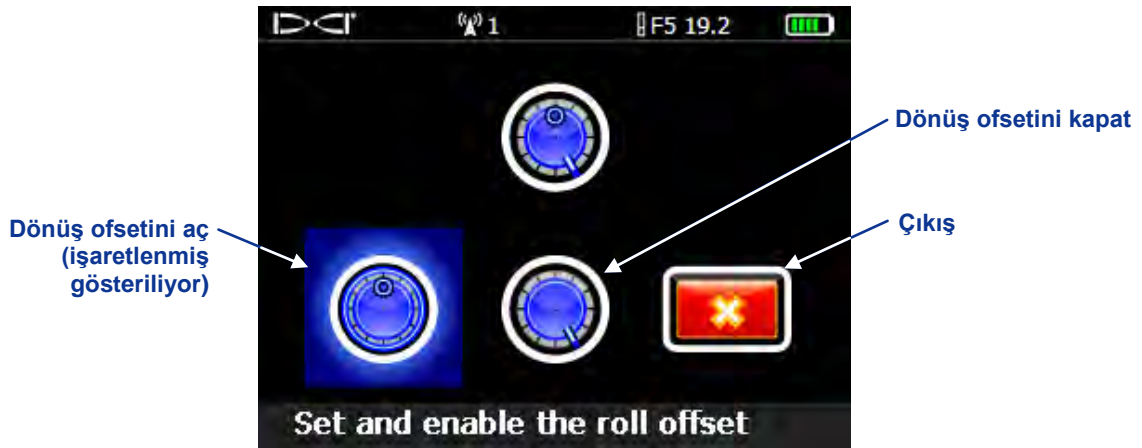 DCI
1
F5 19.2
Dönüş ofsetini kapat
Dönüş ofsetini aç
(işaretlenmiş
gösteriliyor)
Çıkış
Set and enable the roll offset